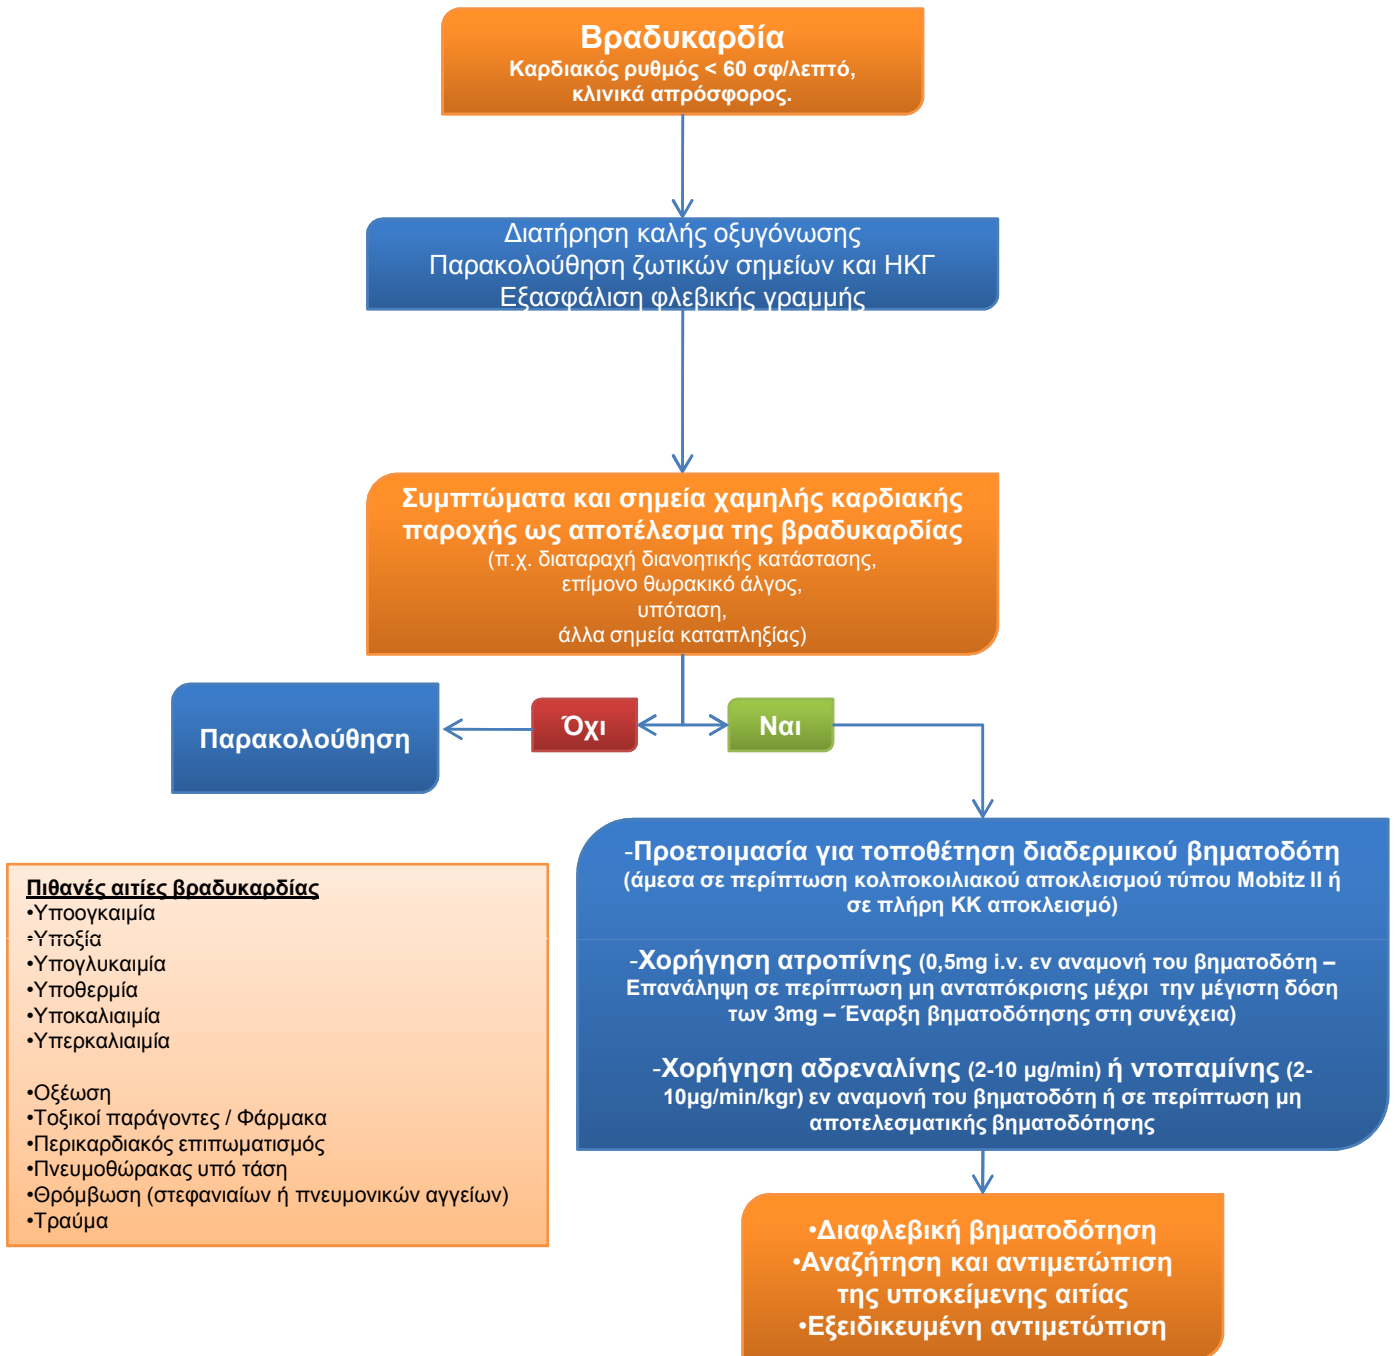 Βραδυκαρδία
Καρδιακός ρυθμός < 60 σφ/λεπτό,
κλινικά απρόσφορος.
Διατήρηση καλής οξυγόνωσης
Παρακολούθηση ζωτικών σημείων και ΗΚΓ
Εξασφάλιση φλεβικής γραμμής
Συμπτώματα και σημεία χαμηλής καρδιακής
παροχής ως αποτέλεσμα της βραδυκαρδίας
(π.χ. διαταραχή διανοητικής κατάστασης,
επίμονο θωρακικό άλγος,
υπόταση,
άλλα σημεία καταπληξίας)
Παρακολούθηση
Όχι
Ναι
-Προετοιμασία για τοποθέτηση διαδερμικού βηματοδότη
(άμεσα σε περίπτωση κολποκοιλιακού αποκλεισμού τύπου Mobitz II ή
σε πλήρη ΚΚ αποκλεισμό)
-Χορήγηση ατροπίνης (0,5mg i.v. εν αναμονή του βηματοδότη –
Επανάληψη σε περίπτωση μη ανταπόκρισης μέχρι την μέγιστη δόση
των 3mg – Έναρξη βηματοδότησης στη συνέχεια)
-Χορήγηση αδρεναλίνης (2-10 μg/min) ή ντοπαμίνης (2-
10μg/min/kgr) εν αναμονή του βηματοδότη ή σε περίπτωση μη
αποτελεσματικής βηματοδότησης
Πιθανές αιτίες βραδυκαρδίας
•Υποογκαιμία
•Υποξία
•Υπογλυκαιμία
•Υποθερμία
•Υποκαλιαιμία
•Υπερκαλιαιμία
•Οξέωση
•Τοξικοί παράγοντες / Φάρμακα
•Περικαρδιακός επιπωματισμός
•Πνευμοθώρακας υπό τάση
•Θρόμβωση (στεφανιαίων ή πνευμονικών αγγείων)
•Τραύμα
•Διαφλεβική βηματοδότηση
•Αναζήτηση και αντιμετώπιση
της υποκείμενης αιτίας
•Εξειδικευμένη αντιμετώπιση